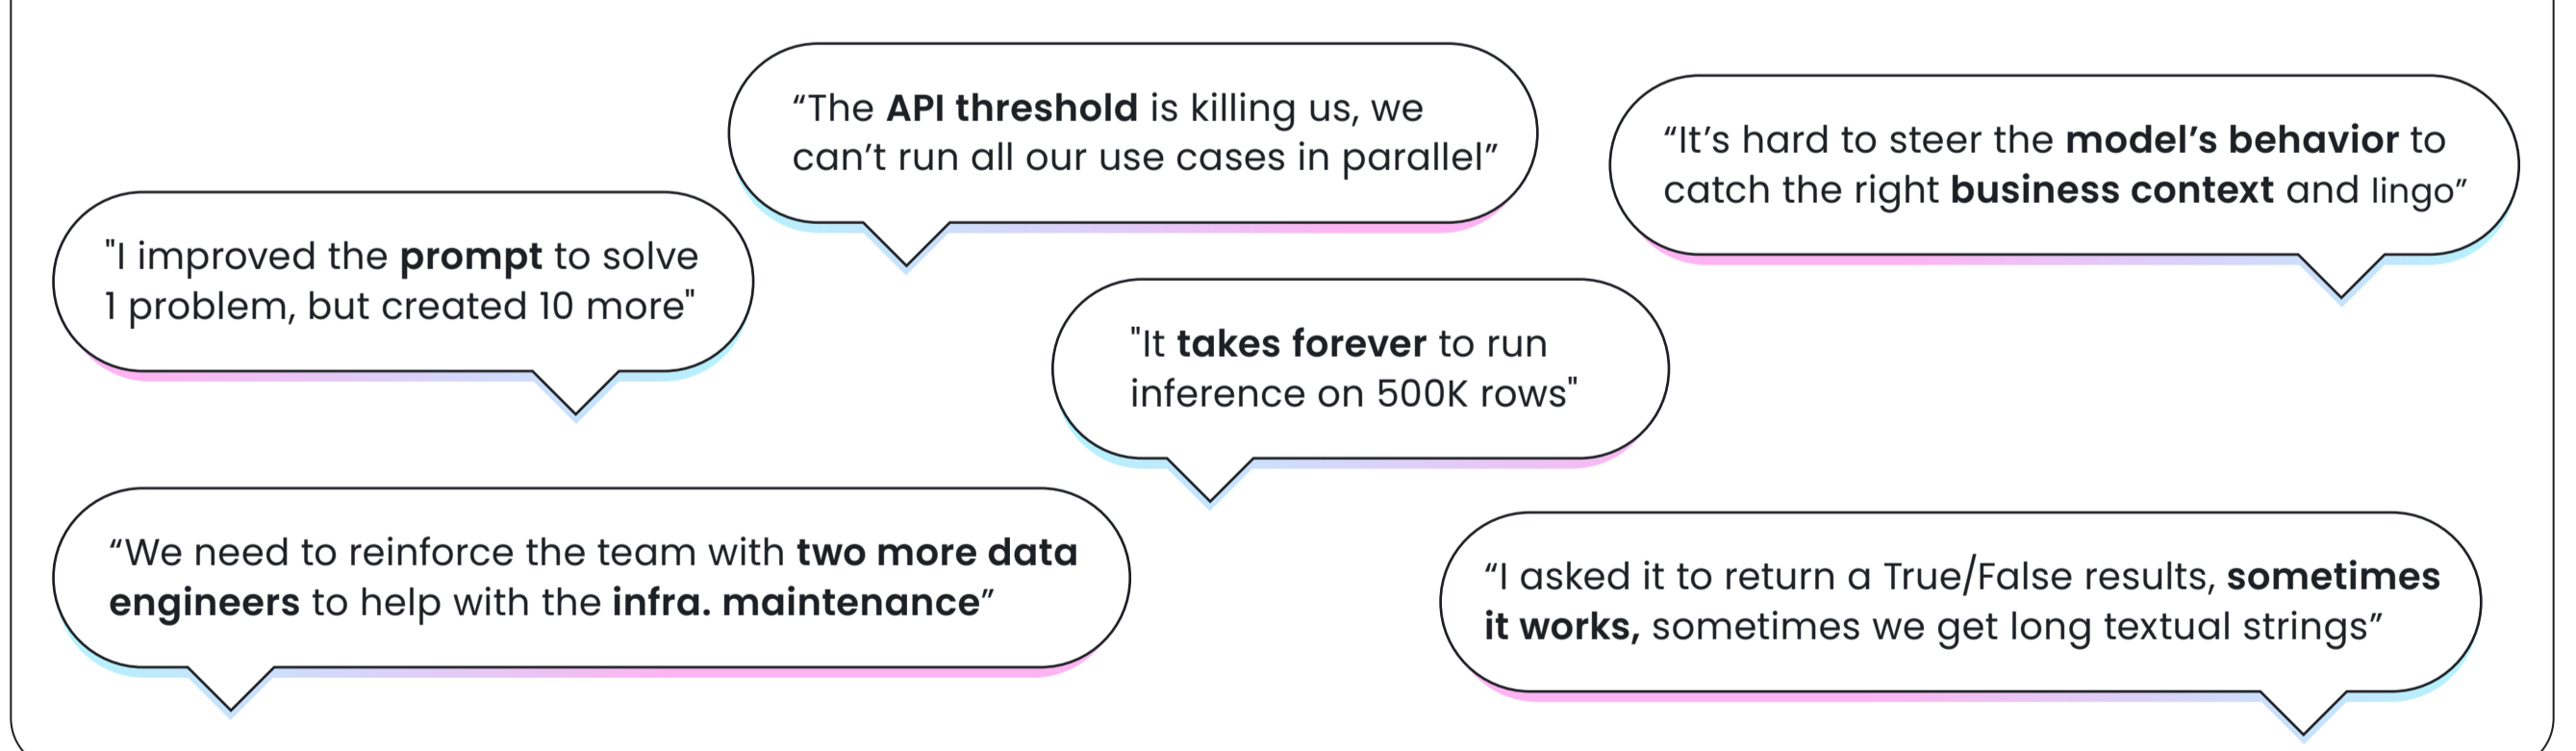 “The API threshold is killing us, we
can’t run all our use cases in parallel”
“It’s hard to steer the model’s behavior to
catch the right business context and lingo”
"I improved the prompt to solve
1 problem, but created 10 more"
"It takes forever to run
inference on 500K rows"
“We need to reinforce the team with two more data
engineers to help with the infra. maintenance”
“I asked it to return a True/False results, sometimes
it works, sometimes we get long textual strings”